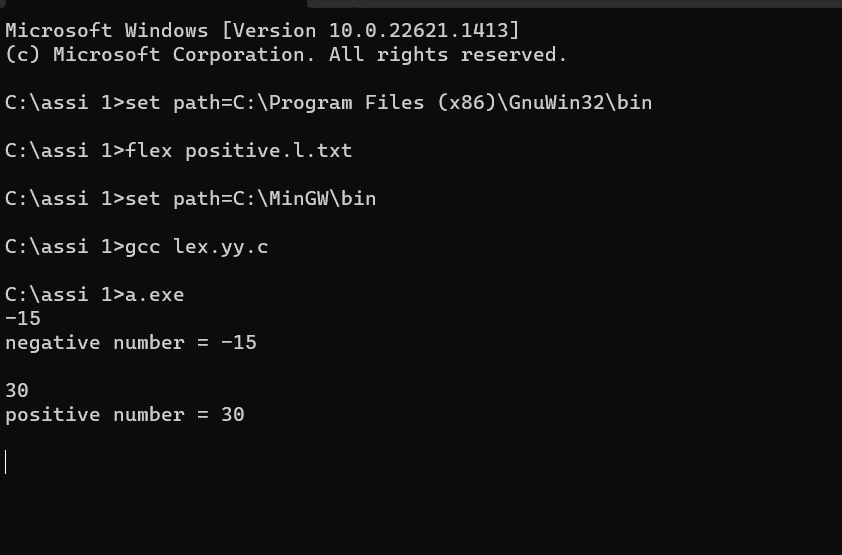 Microsoft Windows [Version 10.0.22621.1413]
(c) Microsoft Corporation. All rights reserved.
C:\assi 1>set path=C:\Program Files (x86)\GnuWin32\bin
C:\assi 1>flex positive.l.txt
C:\assi 1>set path=C:\MinGW\bin
C:\assi 1>gcc lex.yy.c
C:\assi 1>a.exe
-15
negative number = -15
30
positive number = 30